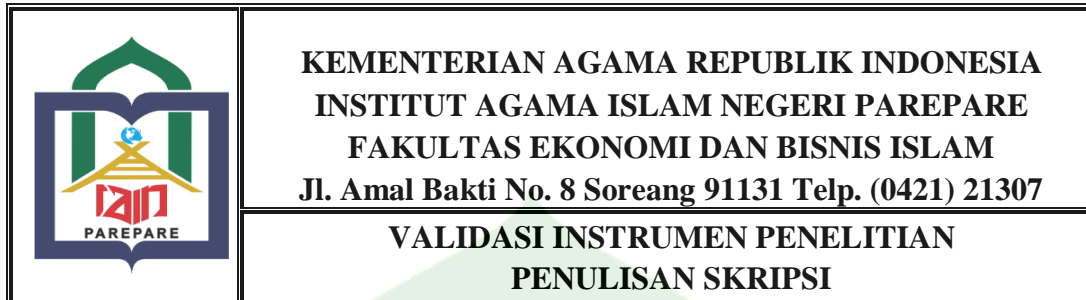 iain
PAREPARE
KEMENTERIAN AGAMA REPUBLIK INDONESIA
INSTITUT AGAMA ISLAM NEGERI PAREPARE
FAKULTAS EKONOMI DAN BISNIS ISLAM
Jl. Amal Bakti No. 8 Soreang 91131 Telp. (0421) 21307
VALIDASI INSTRUMEN PENELITIAN
PENULISAN SKRIPSI